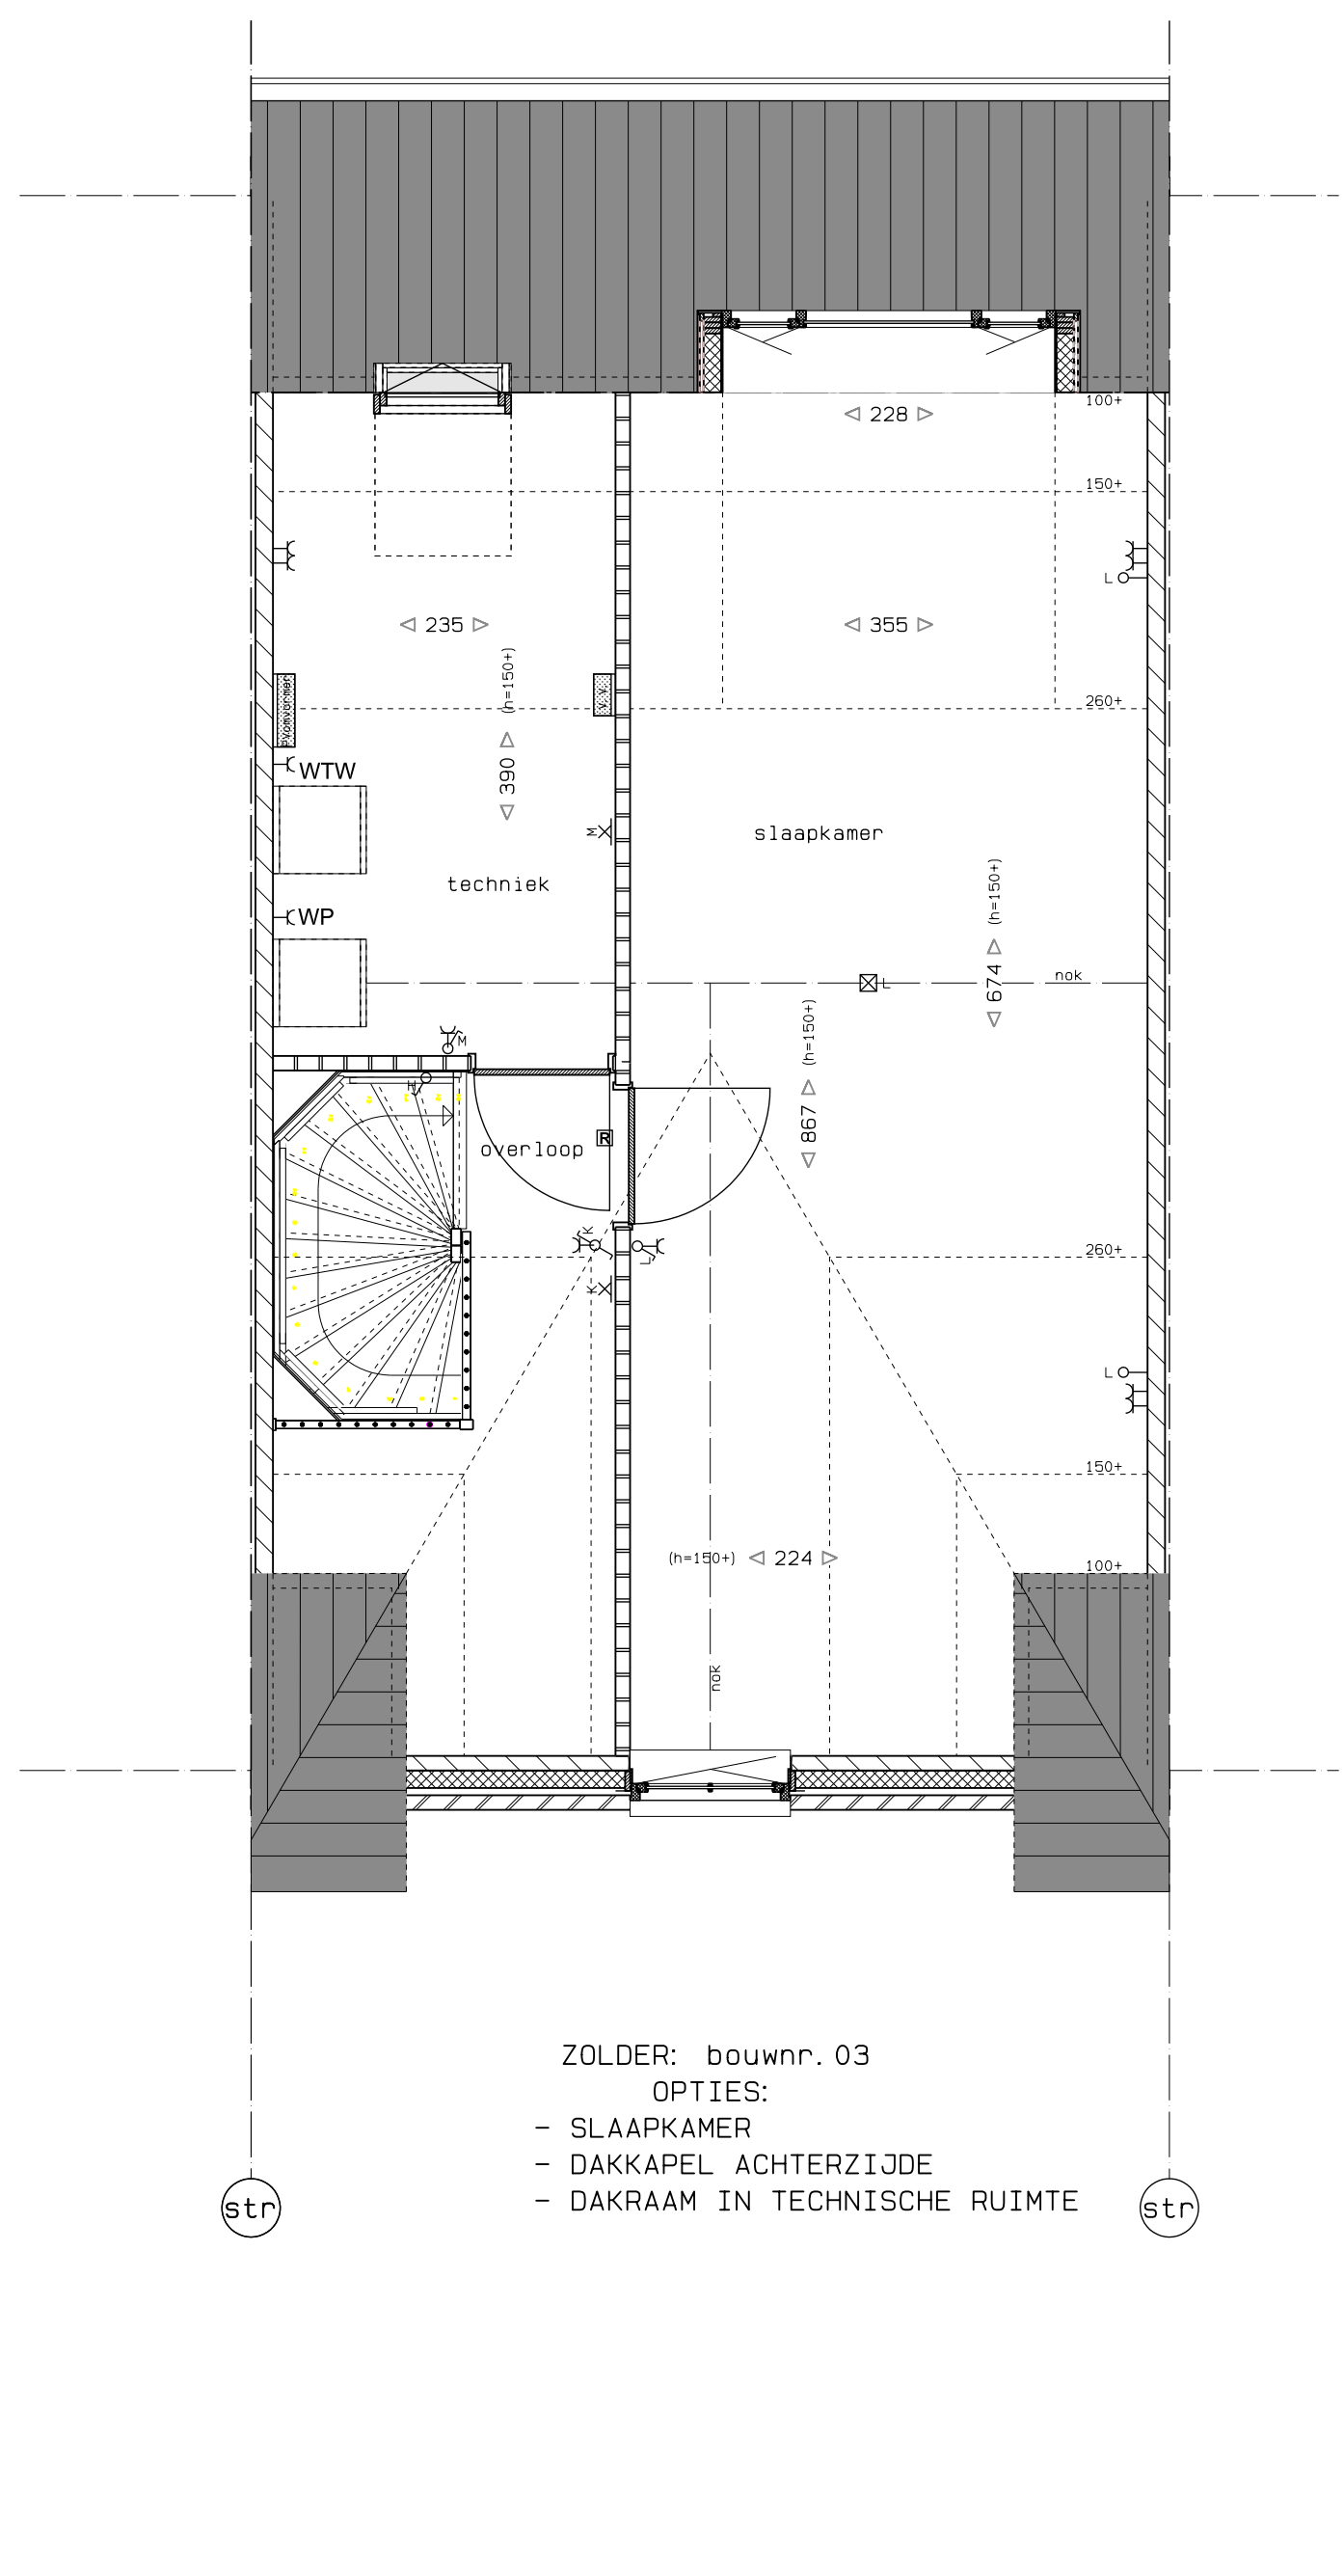 100+
228
150+
L
235
355
(h=150+)
PVomvormer
V.V.
260+
390
WTW
M
slaapkamer
techniek
(h=150+)
WP
674
nok
L
(h=150+)
M
H
867
R
overloop
K
L
260+
K
L
150+
(h=150+) 224
100+
nok
ZOLDER: bouwnr. 03
OPTIES:
- SLAAPKAMER
- DAKKAPEL ACHTERZIJDE
- DAKRAAM IN TECHNISCHE RUIMTE
str
str